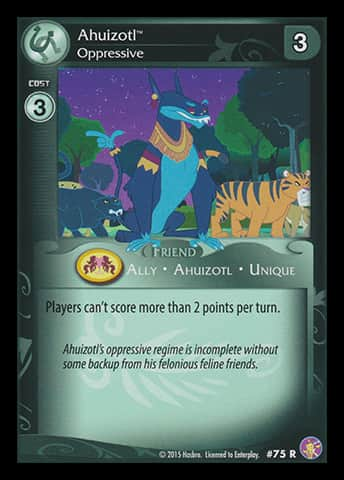 Ahuizotl™
Oppressive
3
COST
3
FRIEND
ALLY • AHUIZOTL • UNIQUE
Players can't score more than 2 points per turn.
Ahuizotl's oppressive regime is incomplete without
some backup from his felonious feline friends.
© 2015 Hasbro. Licensed to Enterplay. #75 R